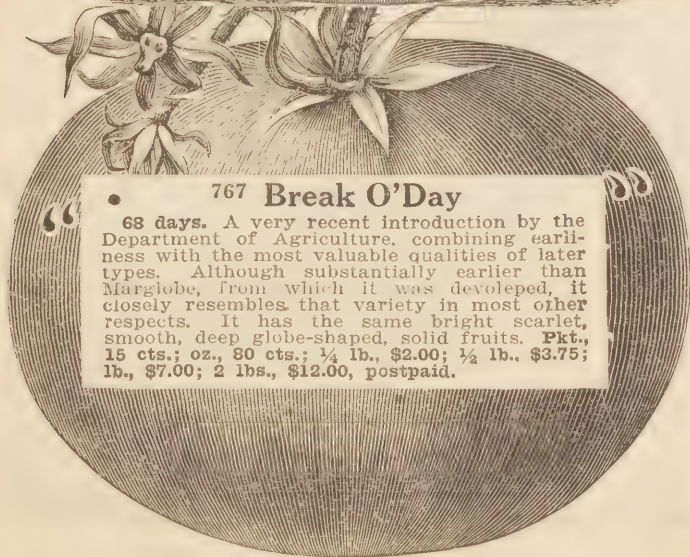 “ • 767 Break O'Day ”
68 days. A very recent introduction by the
Department of Agriculture. combining earli-
ness with the most valuable qualities of later
types. Although substantially earlier than
Marglobe, from which it was devoleped, it
closely resembles that variety in most other
respects. It has the same bright scarlet,
smooth, deep globe-shaped, solid fruits. Pkt.,
15 cts.; oz., 80 cts.; ¼ lb., $2.00; ½ lb., $3.75;
lb., $7.00; 2 lbs., $12.00, postpaid.